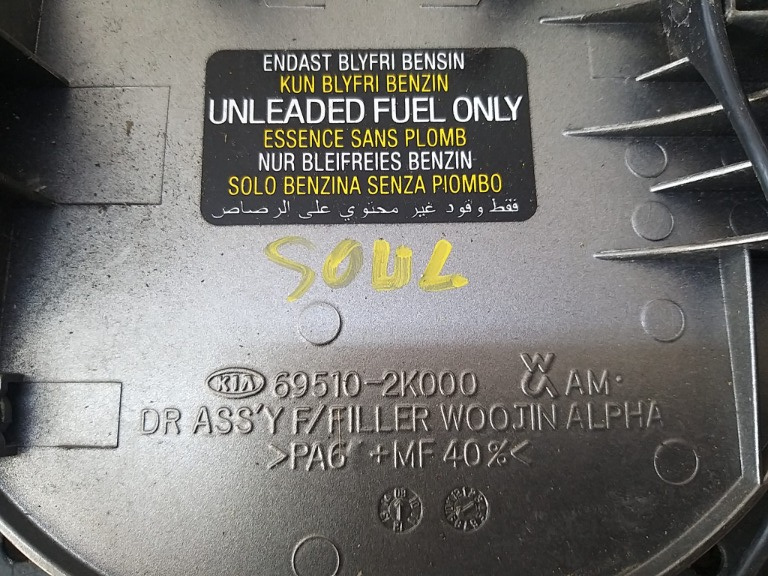 ENDAST BLYFRI BENSIN
KUN BLYFRI BENZIN
UNLEADED FUEL ONLY
ESSENCE SANS PLOMB
NUR BLEIFREIES BENZIN
SOLO BENZINA SENZA PIOMBO
فقط وقود غير محتوي على الرصاص
SOUL
KIA 69510-2K000 AM·
DR ASS'Y F/FILLER WOOJIN ALPHA
>PA6 +MF 40%<